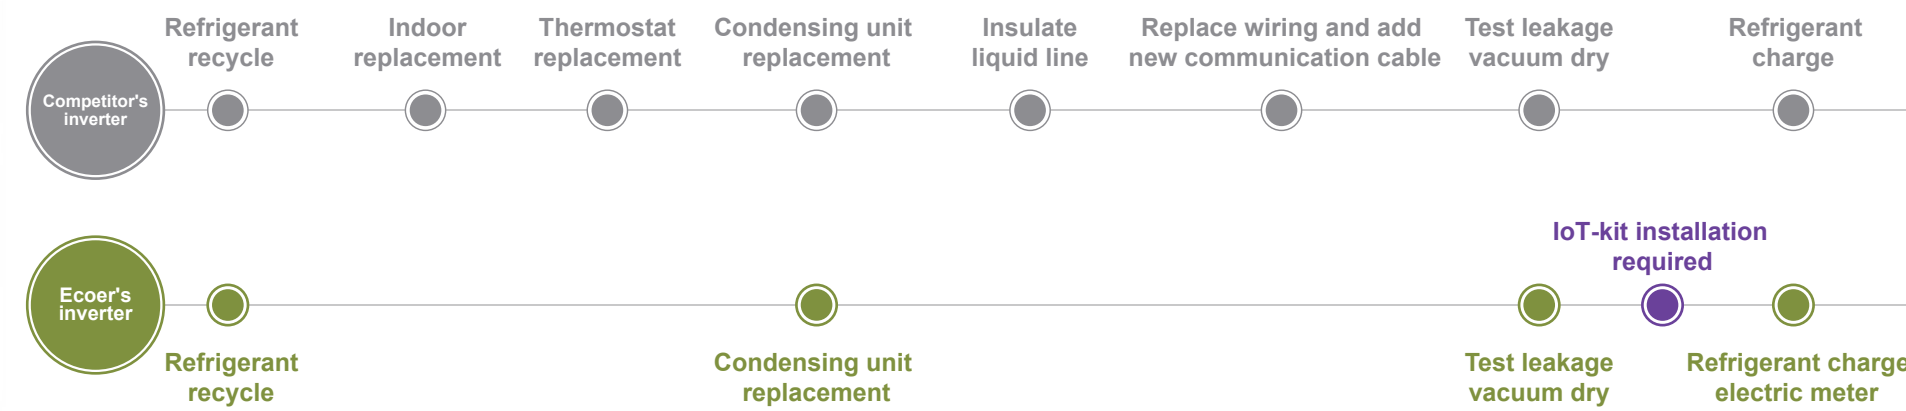 Refrigerant
recycle
Indoor
replacement
Thermostat
replacement
Condensing unit
replacement
Insulate
liquid line
Replace wiring and add
new communication cable
Test leakage
vacuum dry
Refrigerant
charge
Competitor's
inverter
IoT-kit installation
required
Ecoer's
inverter
Refrigerant
recycle
Condensing unit
replacement
Test leakage
vacuum dry
Refrigerant charge
electric meter